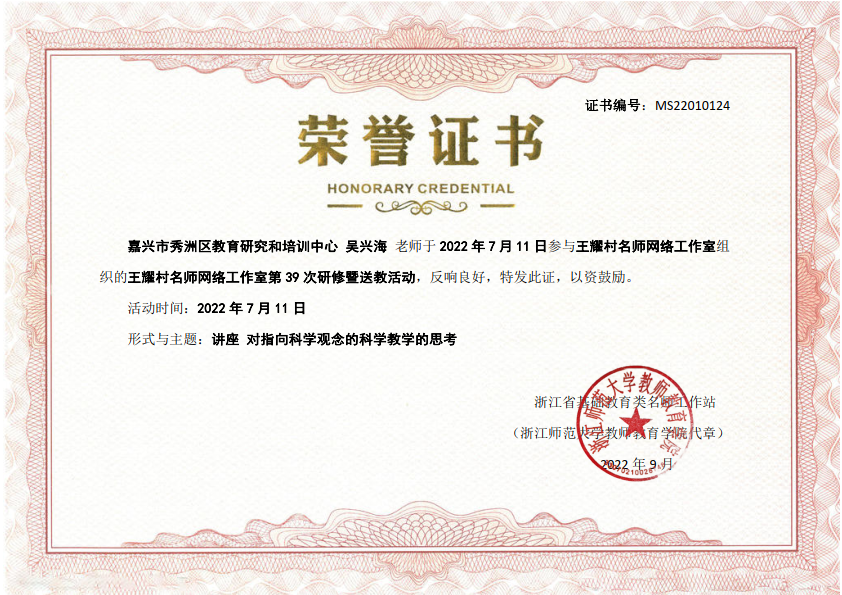 证书编号：MS22010124
荣誉证书
HONORARY CREDENTIAL
嘉兴市秀洲区教育研究和培训中心 吴兴海 老师于 2022 年 7 月 11 日参与王耀村名师网络工作室组
织的王耀村名师网络工作室第 39 次研修暨送教活动，反响良好，特发此证，以资鼓励。
活动时间：2022 年 7 月 11 日
形式与主题：讲座 对指向科学观念的科学教学的思考
浙江省基础教育类名师工作站
（浙江师范大学教师教育学院代章）
2022 年 9 月
浙江师范大学教师教育学院